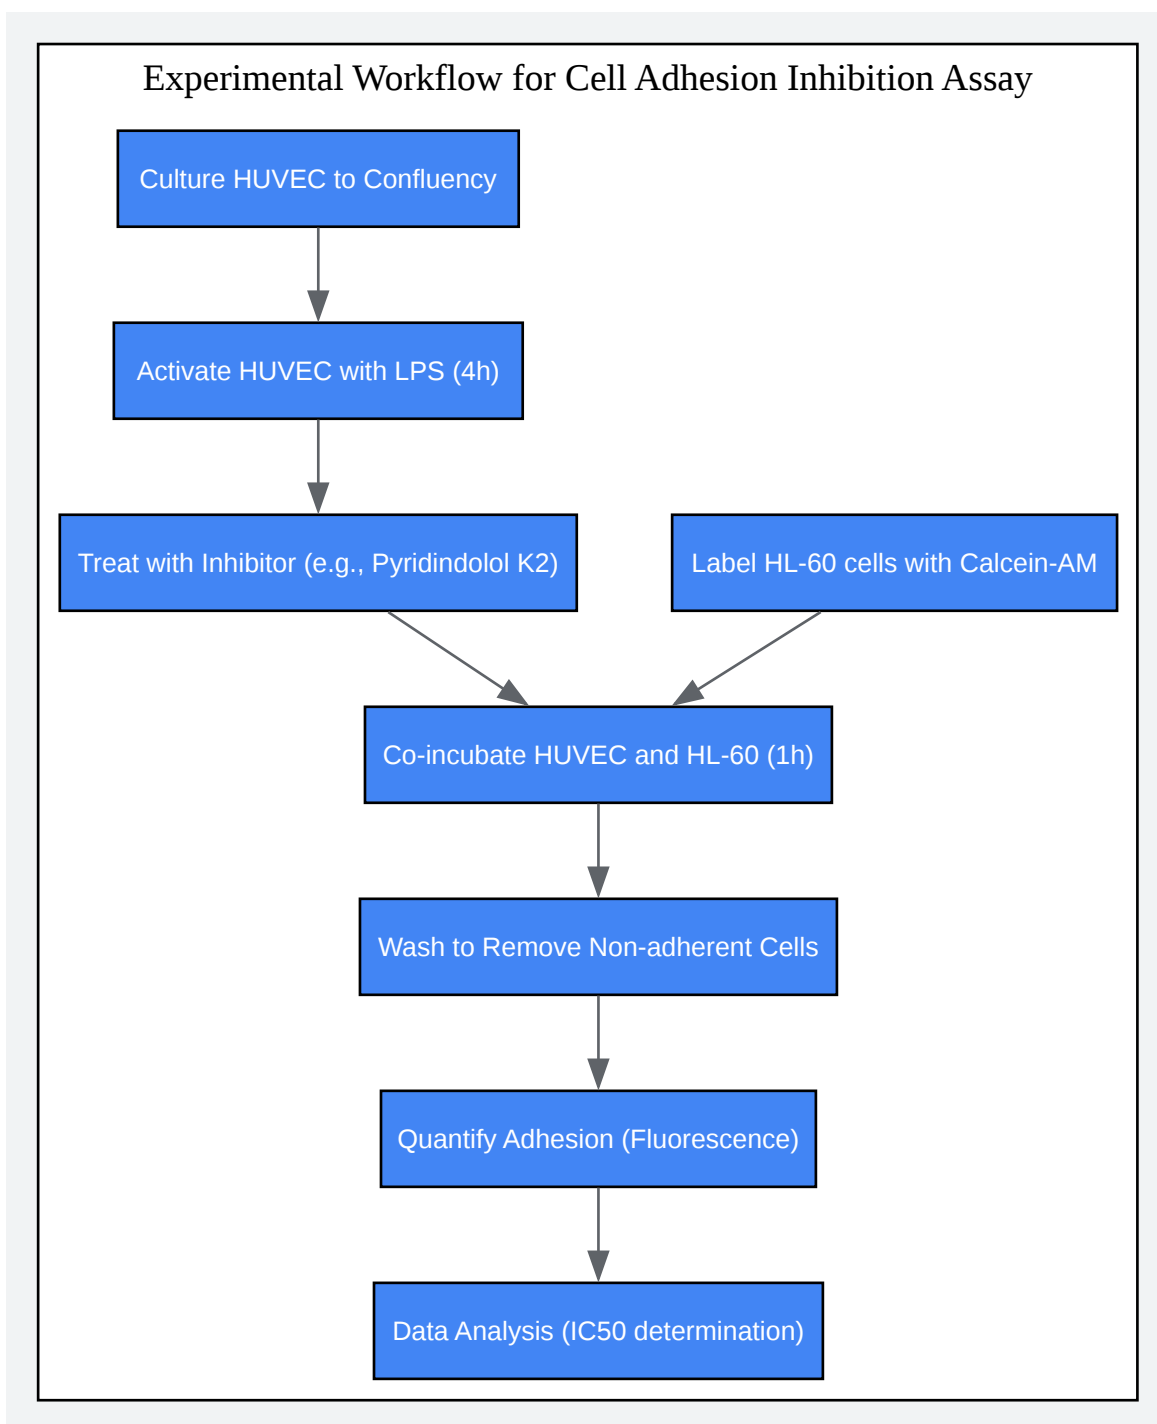 Experimental Workflow for Cell Adhesion Inhibition Assay
Culture HUVEC to Confluency
Activate HUVEC with LPS (4h)
Treat with Inhibitor (e.g., Pyridindolol K2)
Label HL-60 cells with Calcein-AM
Co-incubate HUVEC and HL-60 (1h)
Wash to Remove Non-adherent Cells
Quantify Adhesion (Fluorescence)
Data Analysis (IC50 determination)